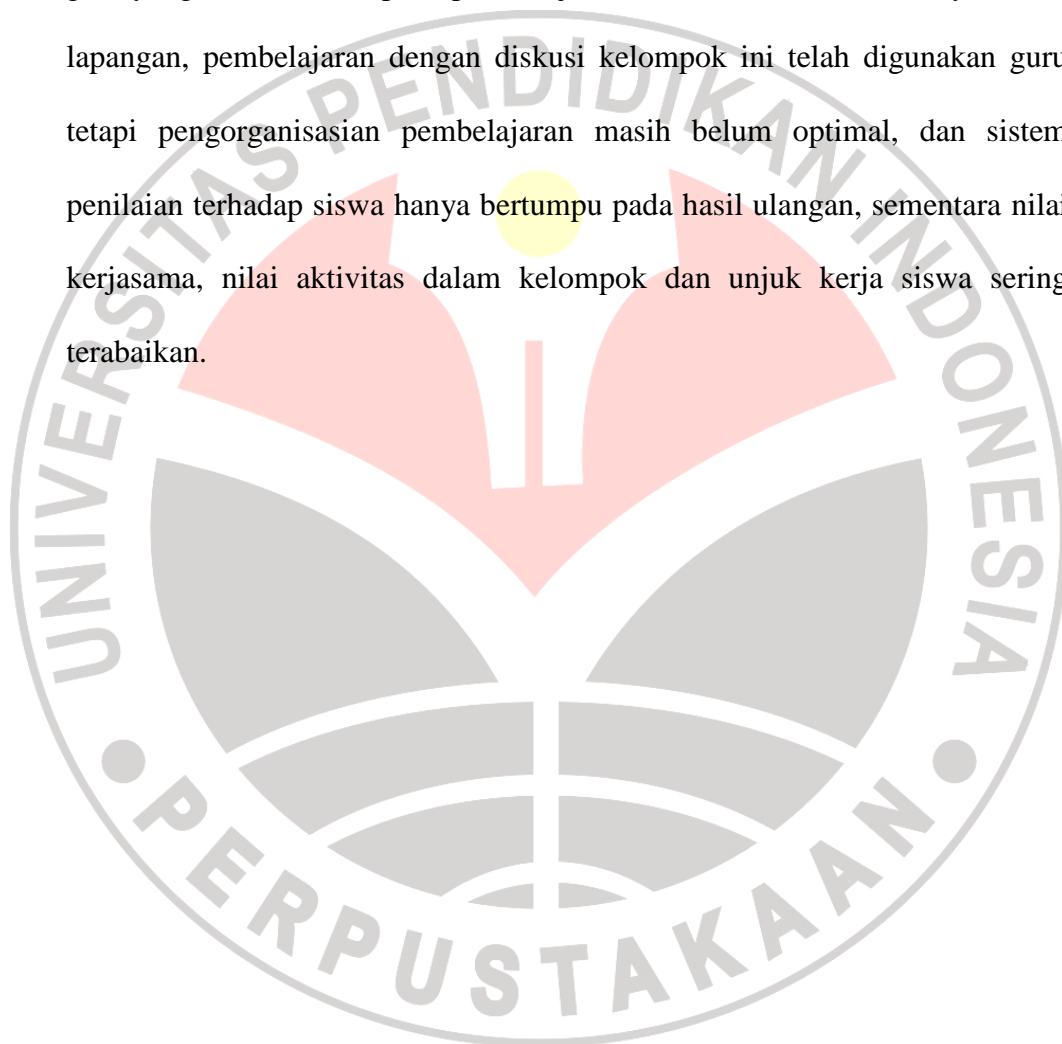 lapangan, pembelajaran dengan diskusi kelompok ini telah digunakan guru
tetapi pengorganisasian pembelajaran masih belum optimal, dan sistem
penilaian terhadap siswa hanya bertumpu pada hasil ulangan, sementara nilai
kerjasama, nilai aktivitas dalam kelompok dan unjuk kerja siswa sering
terabaikan.
UNIVERSITAS PENDIDIKAN INDONESIA
PERPUSTAKAAN